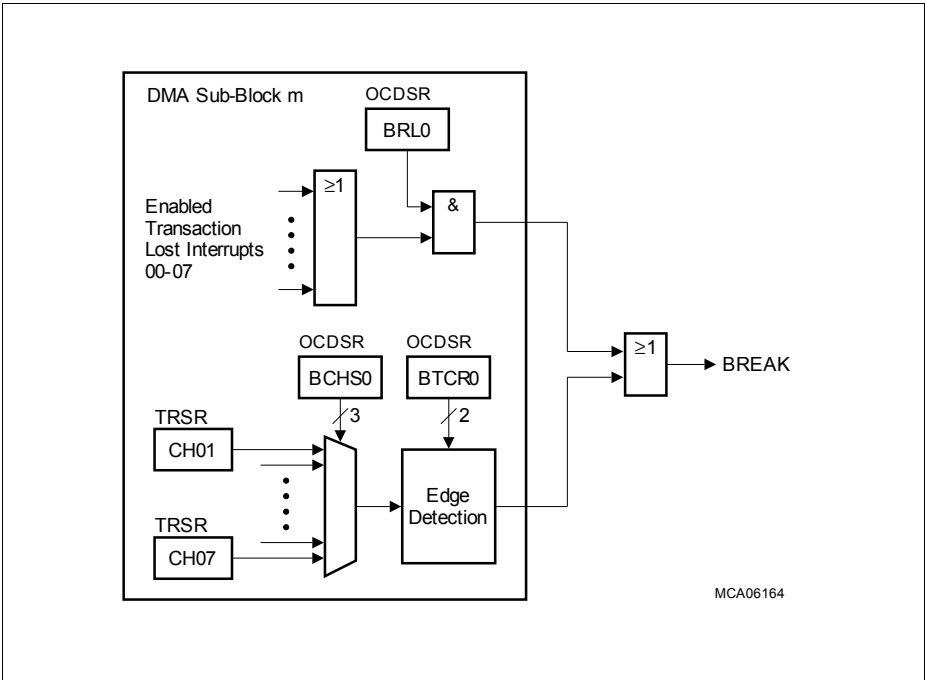 DMA Sub-Block m
OCDSR
BRL0
≥1
&
Enabled
Transaction
Lost Interrupts
00-07
≥1
BREAK
OCDSR
OCDSR
BCHS0
BTCR0
3
2
TRSR
CH01
Edge
Detection
TRSR
CH07
MCA06164